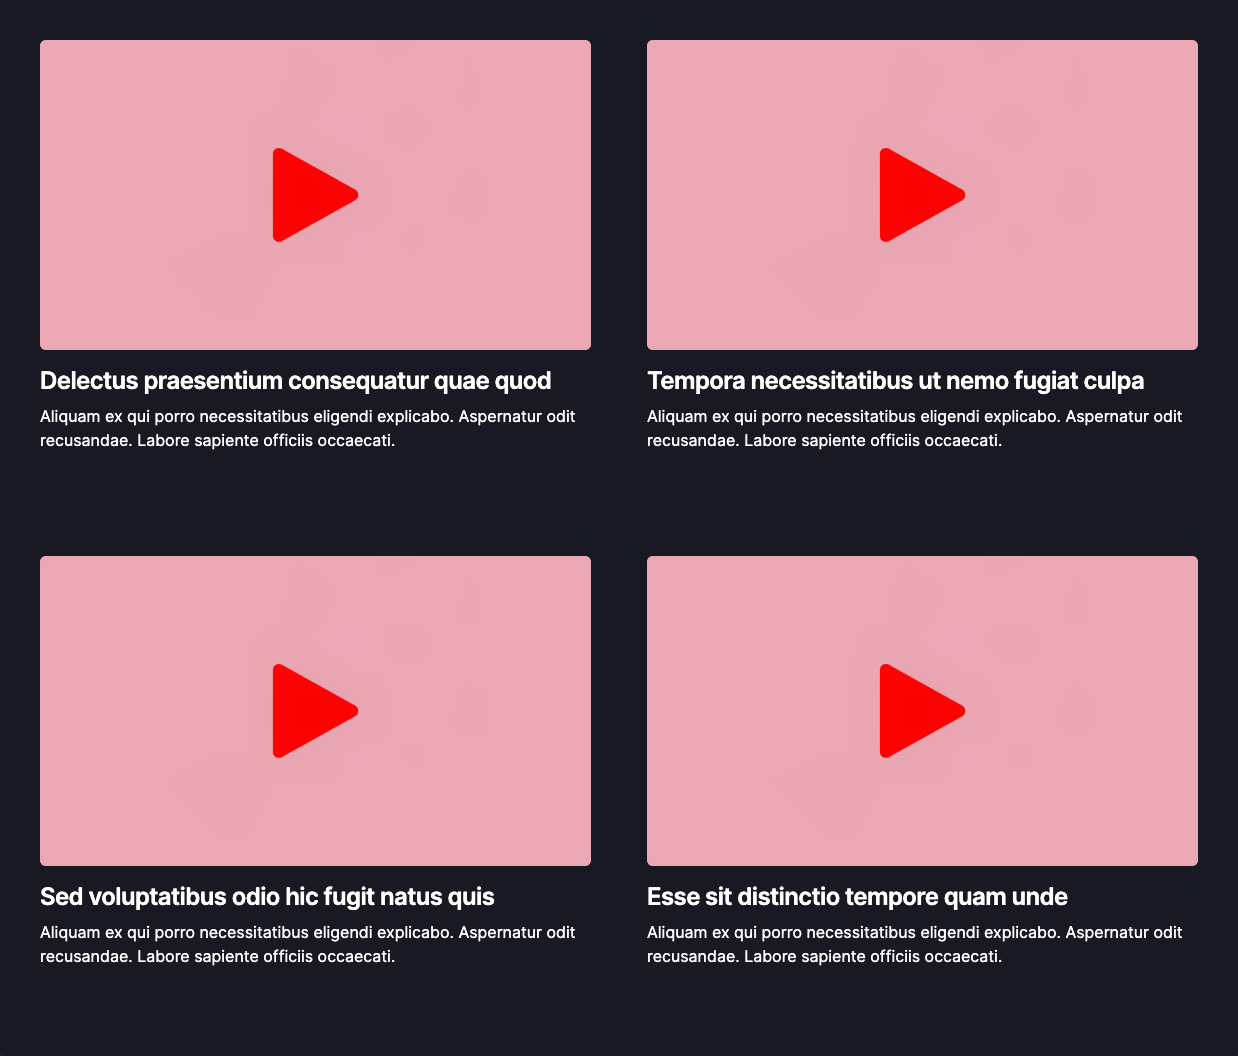 Delectus praesentium consequatur quae quod
Aliquam ex qui porro necessitatibus eligendi explicabo. Aspernatur odit
recusandae. Labore sapiente officiis occaecati.
Tempora necessitatibus ut nemo fugiat culpa
Aliquam ex qui porro necessitatibus eligendi explicabo. Aspernatur odit
recusandae. Labore sapiente officiis occaecati.
Sed voluptatibus odio hic fugit natus quis
Aliquam ex qui porro necessitatibus eligendi explicabo. Aspernatur odit
recusandae. Labore sapiente officiis occaecati.
Esse sit distinctio tempore quam unde
Aliquam ex qui porro necessitatibus eligendi explicabo. Aspernatur odit
recusandae. Labore sapiente officiis occaecati.